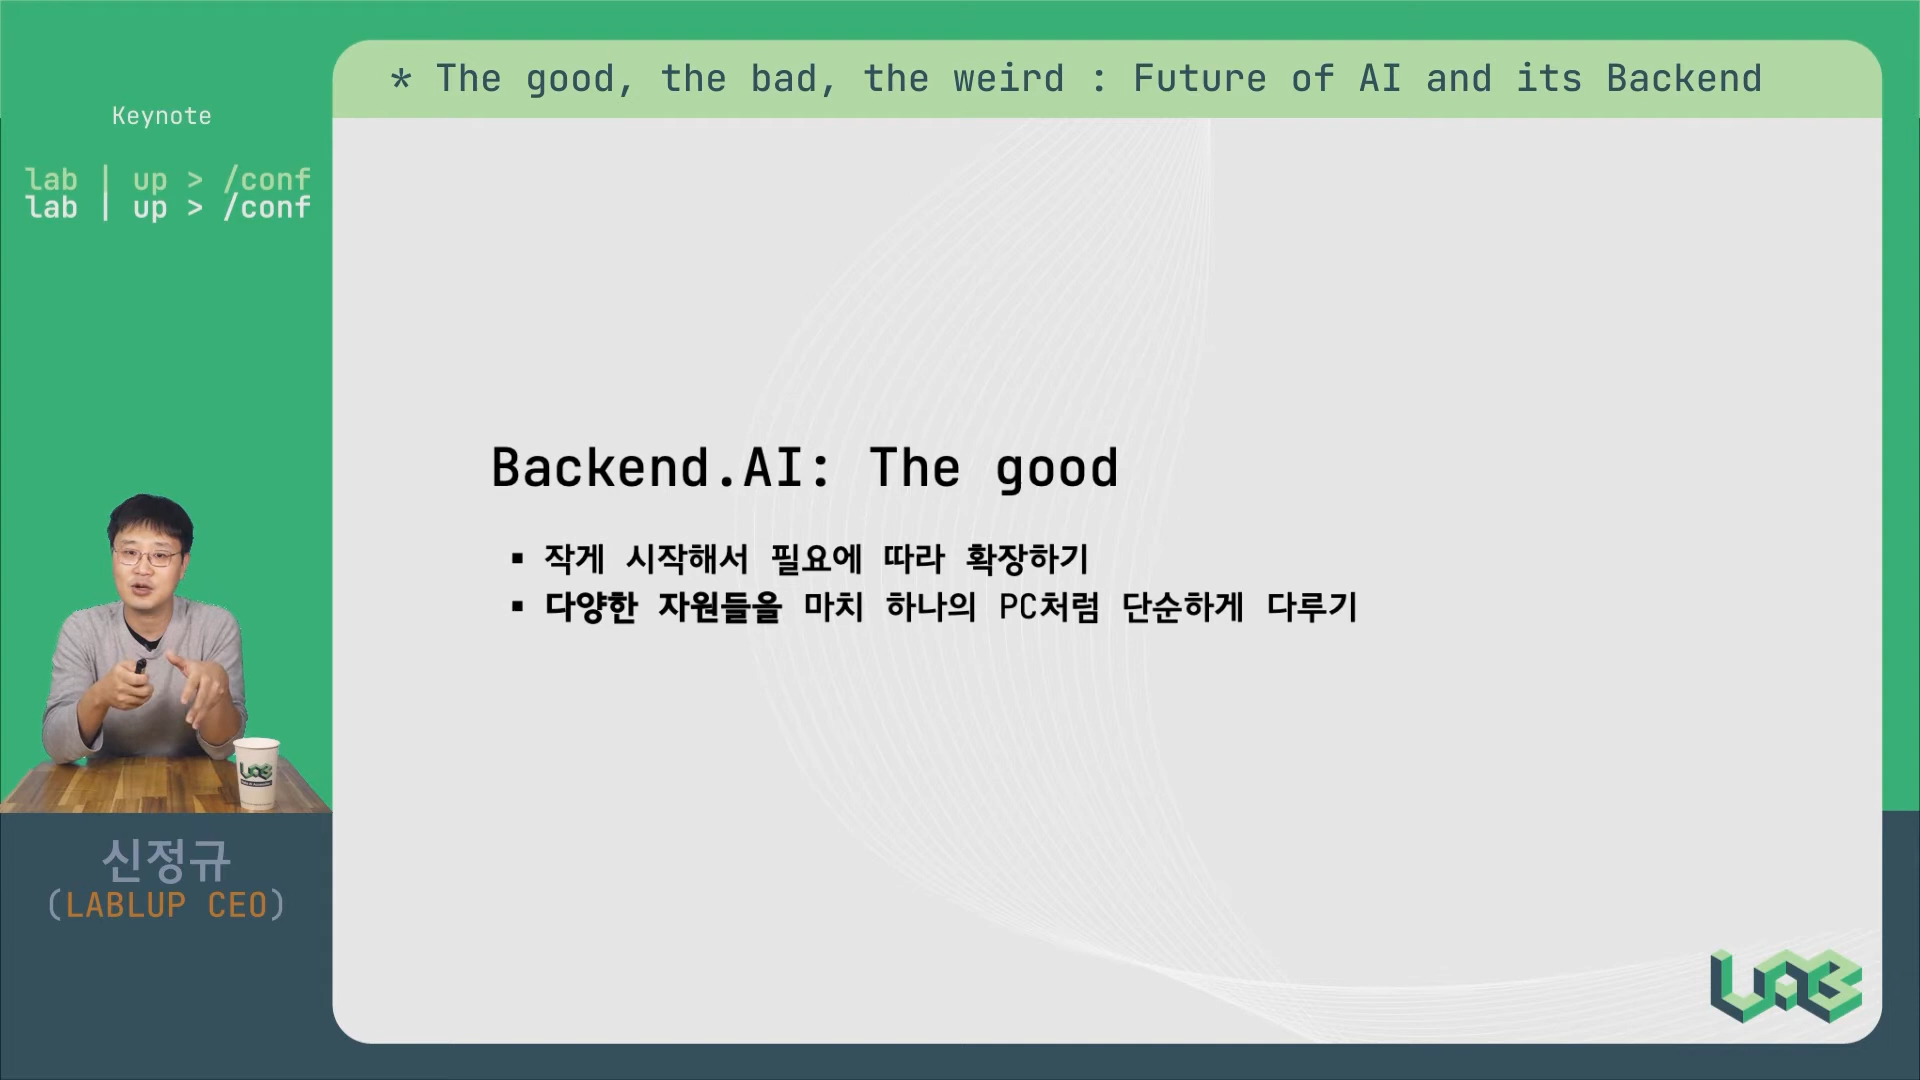 Keynote
lab | up > /conf
lab | up > /conf
* The good, the bad, the weird : Future of AI and its Backend
Backend.AI: The good
▪ 작게 시작해서 필요에 따라 확장하기
▪ 다양한 자원들을 마치 하나의 PC처럼 단순하게 다루기
신정규
(LABLUP CEO)
LAB
LAB